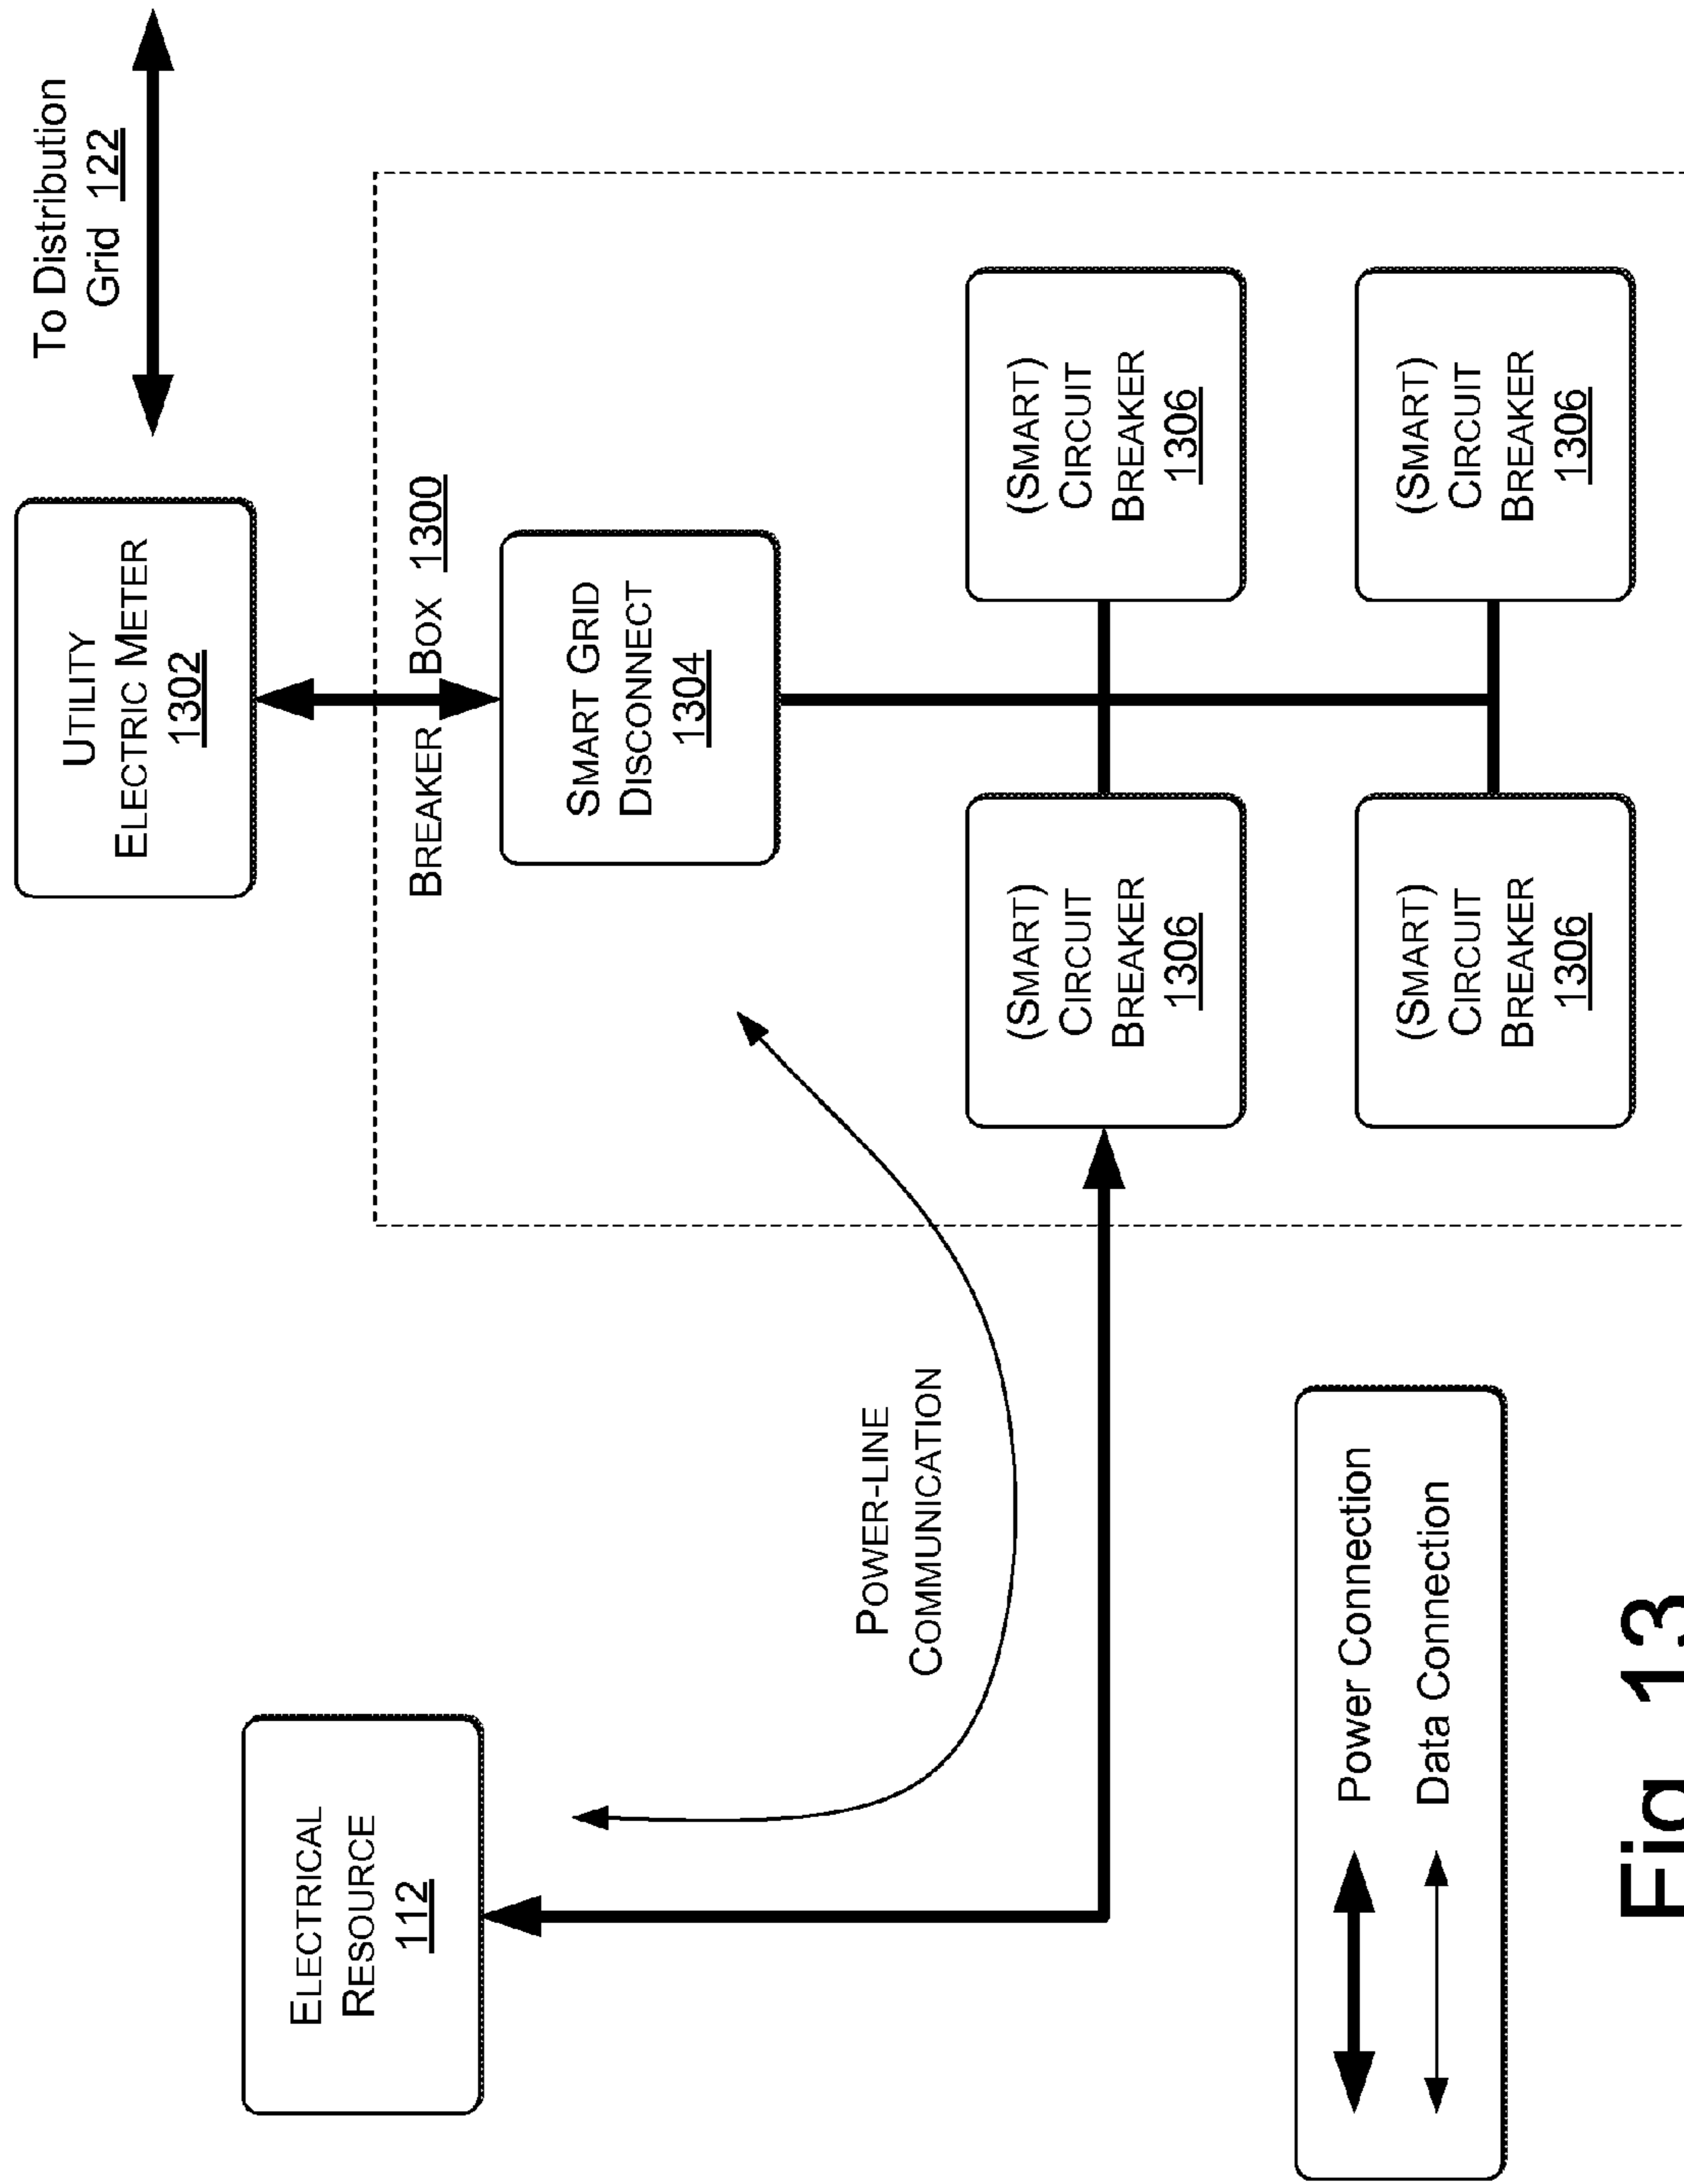 ELECTRICAL
RESOURCE
112
POWER-LINE
COMMUNICATION
UTILITY
ELECTRIC METER
1302
To Distribution
Grid 122
BREAKER BOX 1300
SMART GRID
DISCONNECT
1304
(SMART)
CIRCUIT
BREAKER
1306
(SMART)
CIRCUIT
BREAKER
1306
(SMART)
CIRCUIT
BREAKER
1306
(SMART)
CIRCUIT
BREAKER
1306
Power Connection
Data Connection
Fig. 13